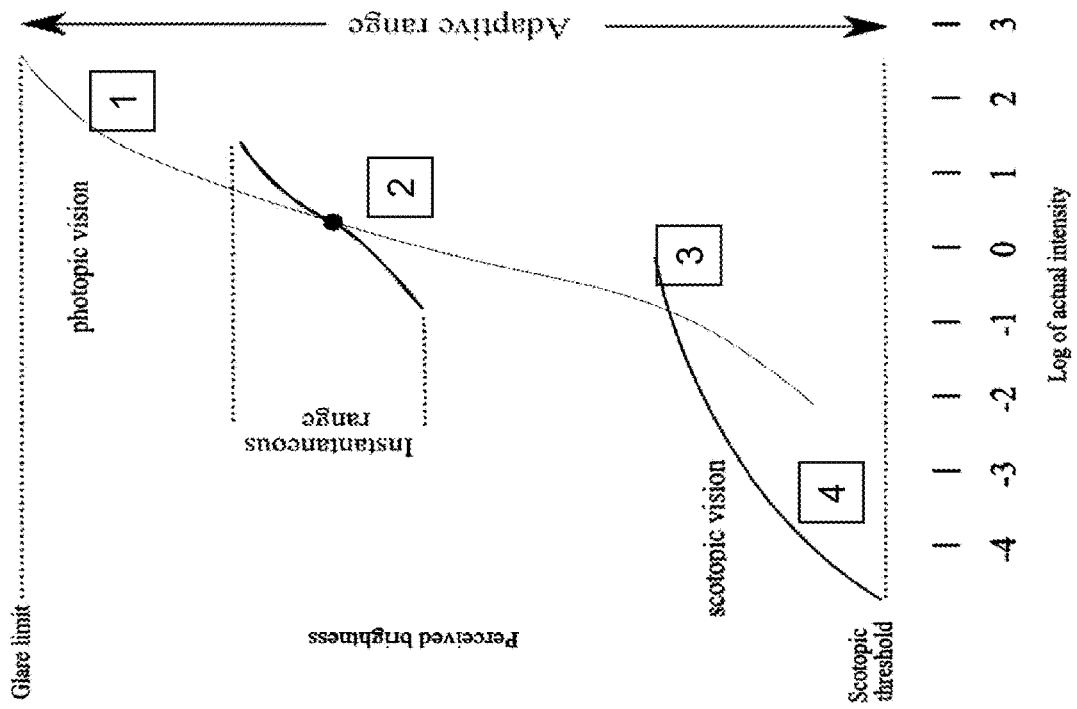 Glare limit
Adaptive range
1
photopic vision
2
Instantaneous
range
3
scotopic vision
4
Perceived brightness
Scotopic
threshold
-4
-3
-2
-1
0
1
2
3
Log of actual intensity